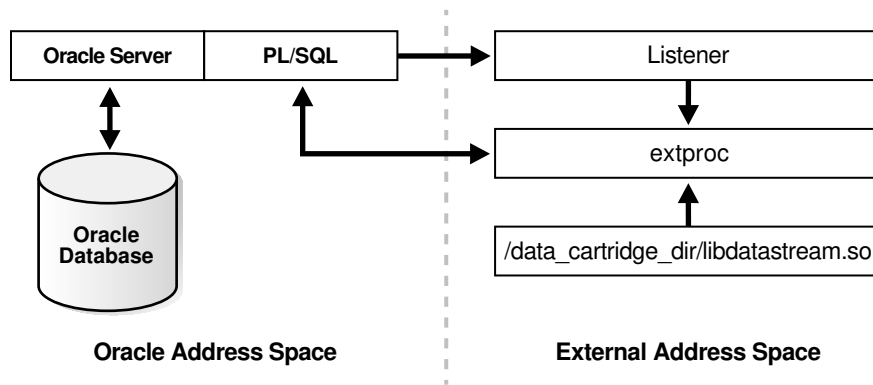 Oracle Server
PL/SQL
Listener
extproc
Oracle
Database
/data_cartridge_dir/libdatastream.so
Oracle Address Space
External Address Space